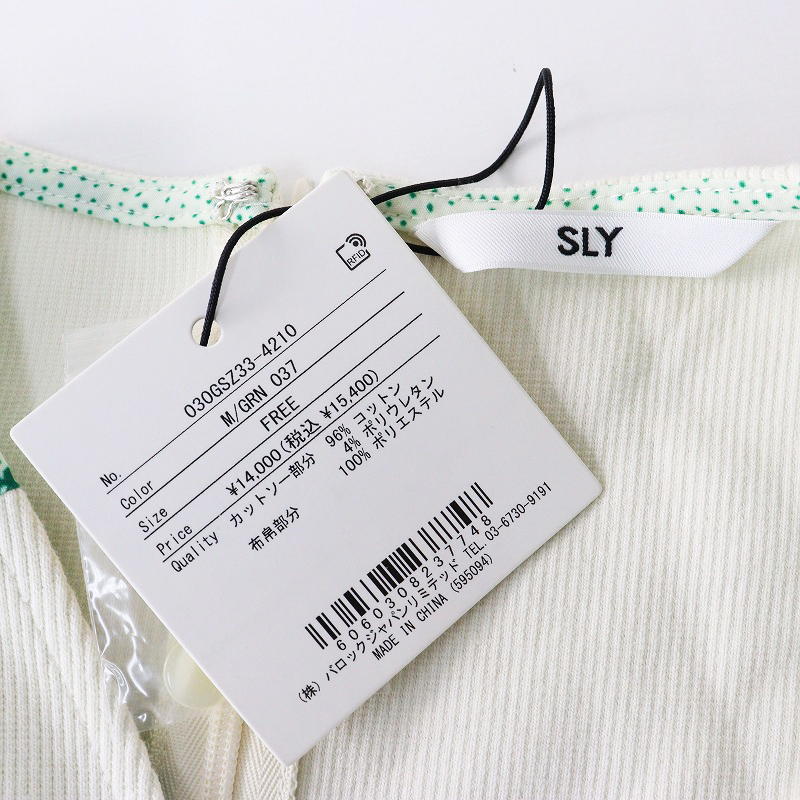 SLY
RFID
No. 030GSZ33-4210
Color M/GRN 037
Size FREE
Price ¥14,000(税込 ¥15,400)
Quality カットソー部分 96% コットン
4% ポリウレタン
布帛部分 100% ポリエステル
6060308237748
(株) バロックジャパンリミテッド TEL. 03-6730-9191
MADE IN CHINA (595094)